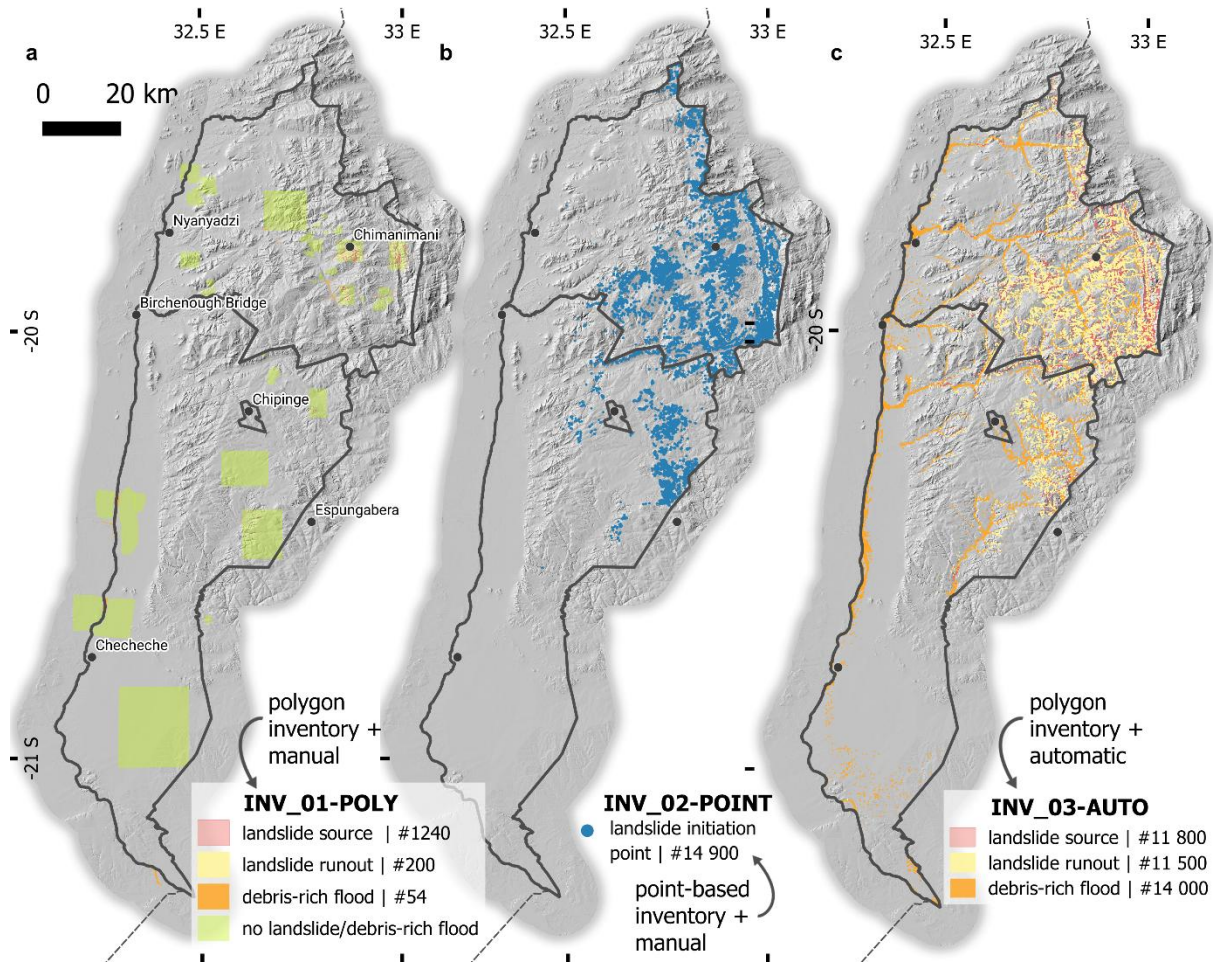 32.5 E
33 E
32.5 E
33 E
32.5 E
33 E
a
b
c
0 20 km
Nyanyadzi
Chimanimani
Birchenough Bridge
-20 S
-20 S
Chipinge
Espungabera
Checheche
-21 S
polygon
inventory +
manual
INV_01-POLY
landslide source | #1240
landslide runout | #200
debris-rich flood | #54
no landslide/debris-rich flood
INV_02-POINT
landslide initiation
point | #14 900
point-based
inventory +
manual
polygon
inventory +
automatic
INV_03-AUTO
landslide source | #11 800
landslide runout | #11 500
debris-rich flood | #14 000